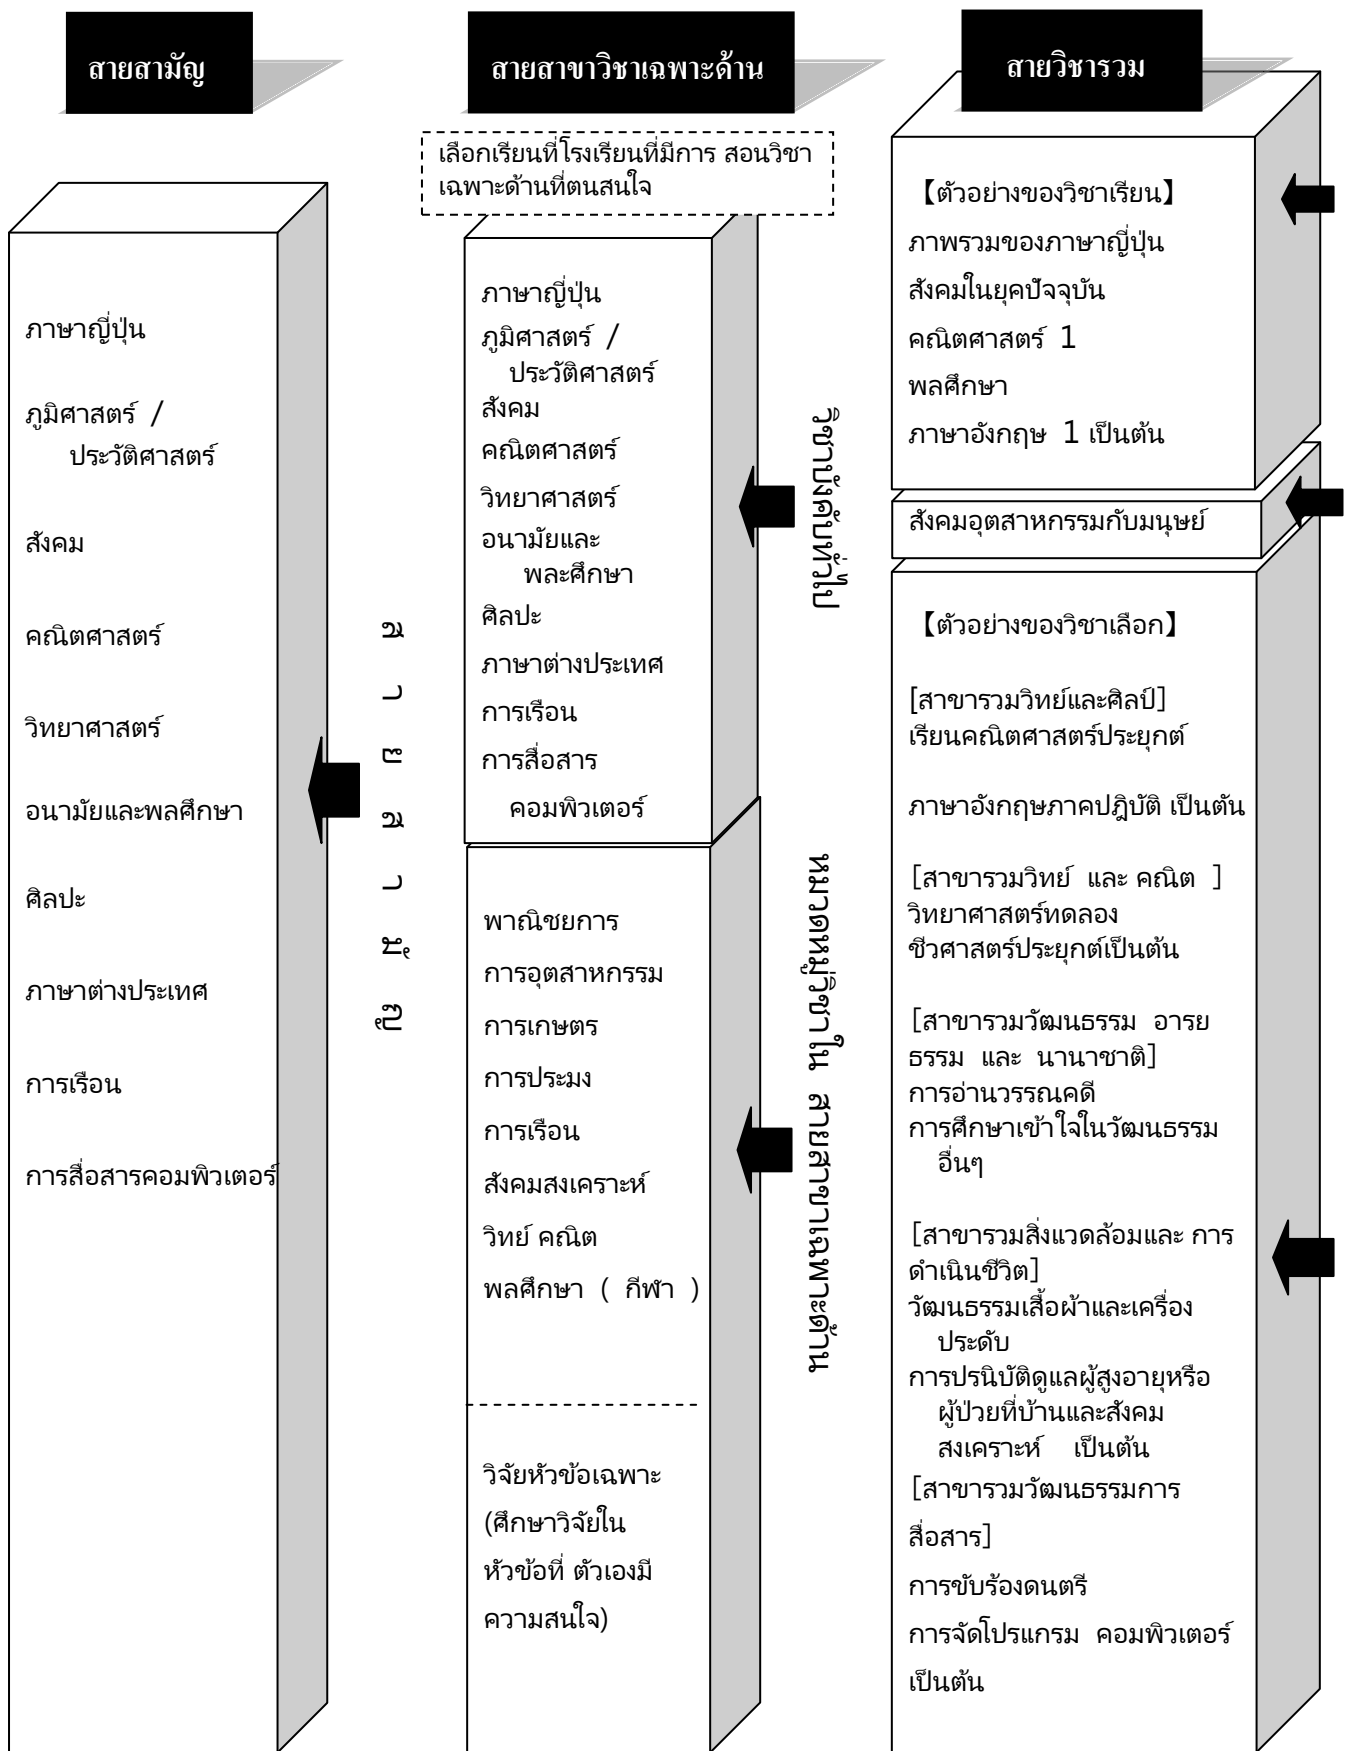 สายสามัญ
ภาษาญี่ปุ่น
ภูมิศาสตร์ /
ประวัติศาสตร์
สังคม
คณิตศาสตร์
วิทยาศาสตร์
อนามัยและพลศึกษา
ศิลปะ
ภาษาต่างประเทศ
การเรือน
การสื่อสารคอมพิวเตอร์
สายสามัญ
สายสาขาวิชาเฉพาะด้าน
เลือกเรียนที่โรงเรียนที่มีการ สอนวิชา
เฉพาะด้านที่ตนสนใจ
ภาษาญี่ปุ่น
ภูมิศาสตร์ /
ประวัติศาสตร์
สังคม
คณิตศาสตร์
วิทยาศาสตร์
อนามัยและ
พะลศึกษา
ศิลปะ
ภาษาต่างประเทศ
การเรือน
การสื่อสาร
คอมพิวเตอร์
วิชาบังคับทั่วไป
พาณิชยการ
การอุตสาหกรรม
การเกษตร
การประมง
การเรือน
สังคมสงเคราะห์
วิทย์ คณิต
พลศึกษา ( กีฬา )
วิจัยหัวข้อเฉพาะ
(ศึกษาวิจัยใน
หัวข้อที่ ตัวเองมี
ความสนใจ)
หมวดหมู่วิชาใน สายสาขาเฉพาะด้าน
สายวิชารวม
【ตัวอย่างของวิชาเรียน】
ภาพรวมของภาษาญี่ปุ่น
สังคมในยุคปัจจุบัน
คณิตศาสตร์ 1
พลศึกษา
ภาษาอังกฤษ 1 เป็นต้น
สังคมอุตสาหกรรมกับมนุษย์
【ตัวอย่างของวิชาเลือก】
[สาขารวมวิทย์และศิลป์]
เรียนคณิตศาสตร์ประยุกต์
ภาษาอังกฤษภาคปฎิบัติ เป็นต้น
[สาขารวมวิทย์ และ คณิต ]
วิทยาศาสตร์ทดลอง
ชีวศาสตร์ประยุกต์เป็นต้น
[สาขารวมวัฒนธรรม อารย
ธรรม และ นานาชาติ]
การอ่านวรรณคดี
การศึกษาเข้าใจในวัฒนธรรม
อื่นๆ
[สาขารวมสิ่งแวดล้อมและ การ
ดำเนินชีวิต]
วัฒนธรรมเสื้อผ้าและเครื่อง
ประดับ
การปรนิบัติดูแลผู้สูงอายุหรือ
ผู้ป่วยที่บ้านและสังคม
สงเคราะห์ เป็นต้น
[สาขารวมวัฒนธรรมการ
สื่อสาร]
การขับร้องดนตรี
การจัดโปรแกรม คอมพิวเตอร์
เป็นต้น